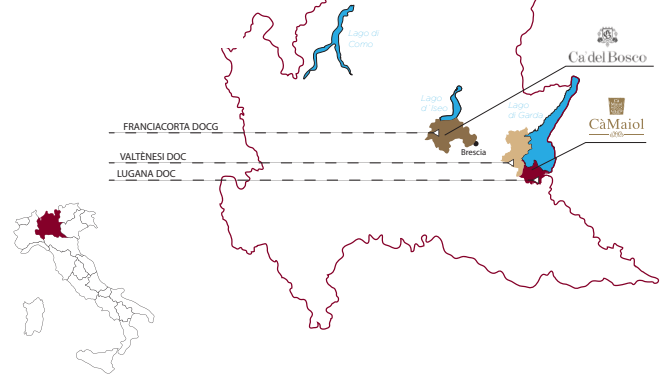 Lago di
Como
Ca'del Bosco
Lago
d'Iseo
Lago
di Garda
CàMaiol
FRANCIACORTA DOCG
Brescia
VALTÈNESI DOC
LUGANA DOC